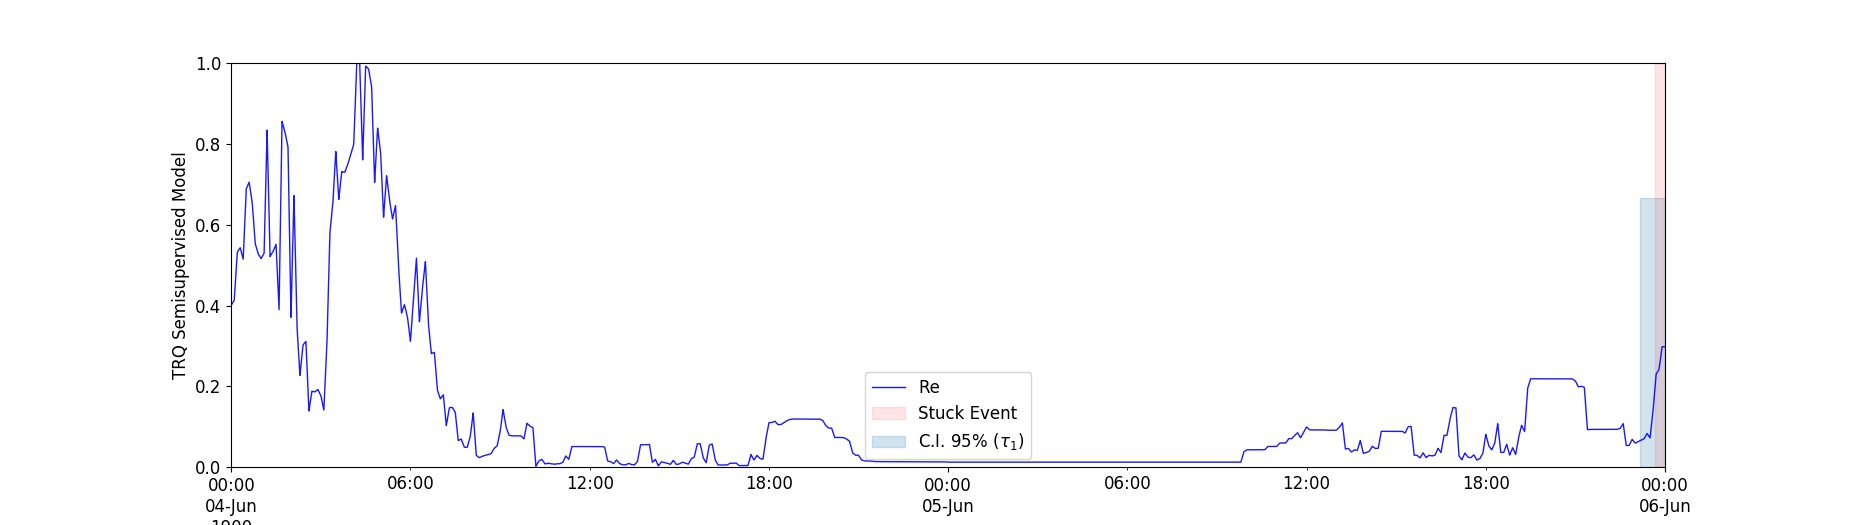 TRQ Semisupervised Model
1.0
0.8
0.6
0.4
0.2
0.0
Re
Stuck Event
C.I. 95% (τ₁)
00:00 06:00 12:00 18:00 00:00 06:00 12:00 18:00 00:00
04-Jun 05-Jun 06-Jun
1900